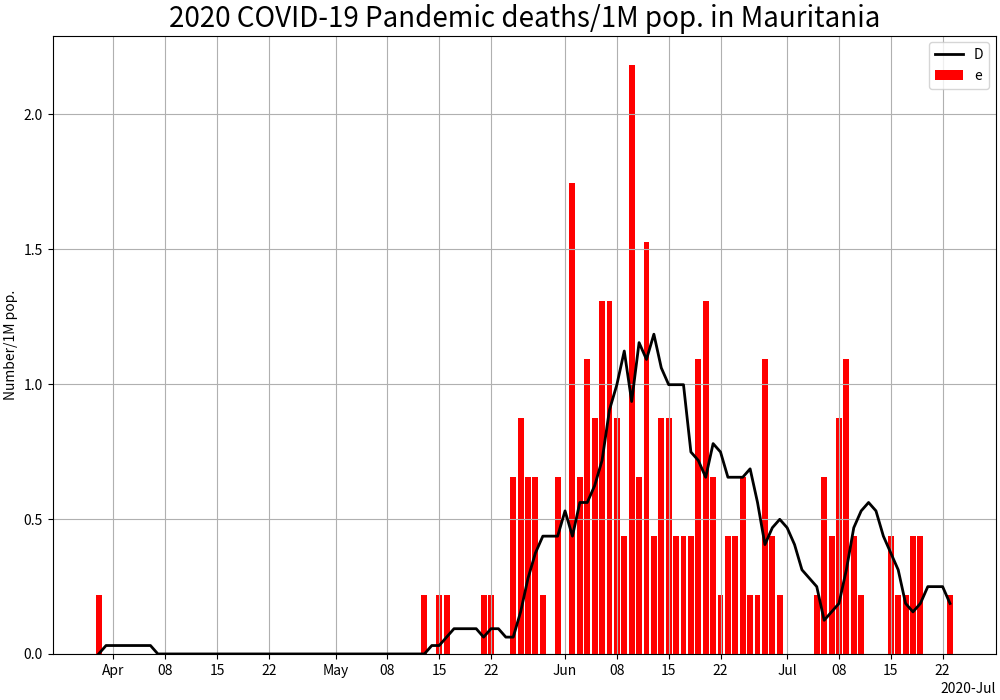 2020 COVID-19 Pandemic deaths/1M pop. in Mauritania
D
e
Number/1M pop.
2.0
1.5
1.0
0.5
0.0
Apr 08 15 22 May 08 15 22 Jun 08 15 22 Jul 08 15 22
2020-Jul